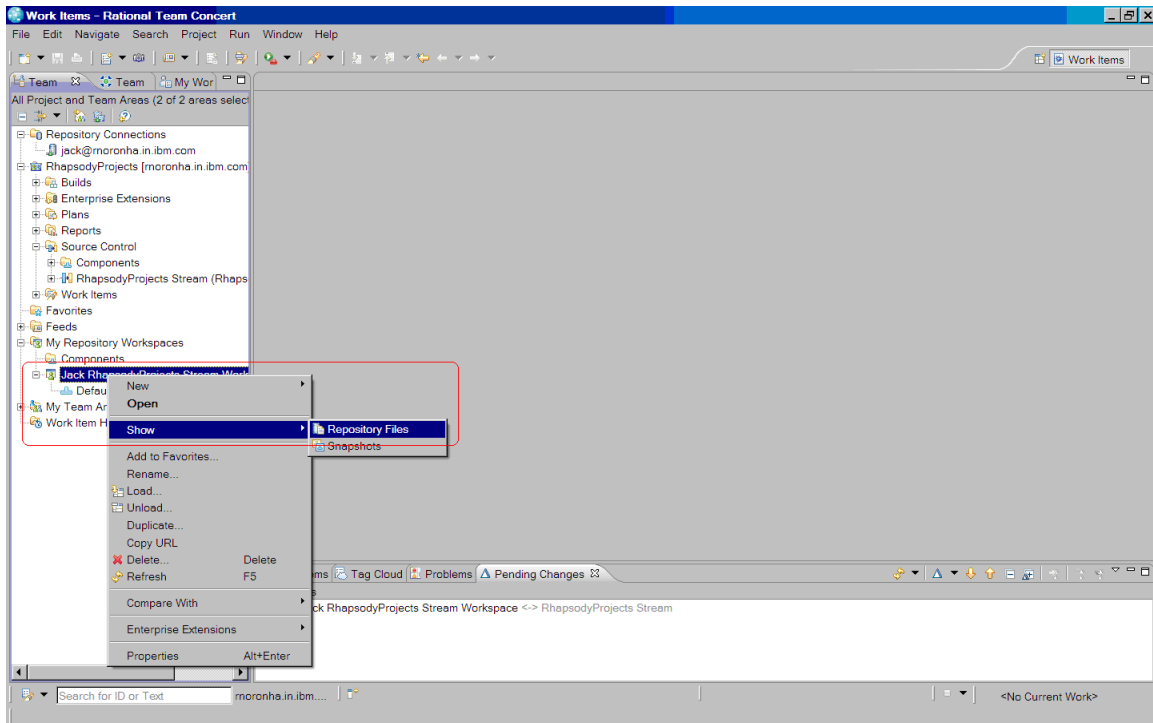 Work Items - Rational Team Concert
File Edit Navigate Search Project Run Window Help
Work Items
Team Team My Wor
All Project and Team Areas (2 of 2 areas select
Repository Connections
jack@rnoronha.in.ibm.com
RhapsodyProjects [rnoronha.in.ibm.com
Builds
Enterprise Extensions
Plans
Reports
Source Control
Components
RhapsodyProjects Stream (Rhaps
Work Items
Favorites
Feeds
My Repository Workspaces
Components
Jack RhapsodyProjects Stream Work
Defau
My Team Ar
Work Item H
New
Open
Show
Repository Files
Snapshots
Add to Favorites...
Rename...
Load...
Unload...
Duplicate...
Copy URL
Delete... Delete
Refresh F5
Compare With
Enterprise Extensions
Properties Alt+Enter
ms Tag Cloud Problems Pending Changes
s
ck RhapsodyProjects Stream Workspace <-> RhapsodyProjects Stream
Search for ID or Text
rnoronha.in.ibm....
<No Current Work>